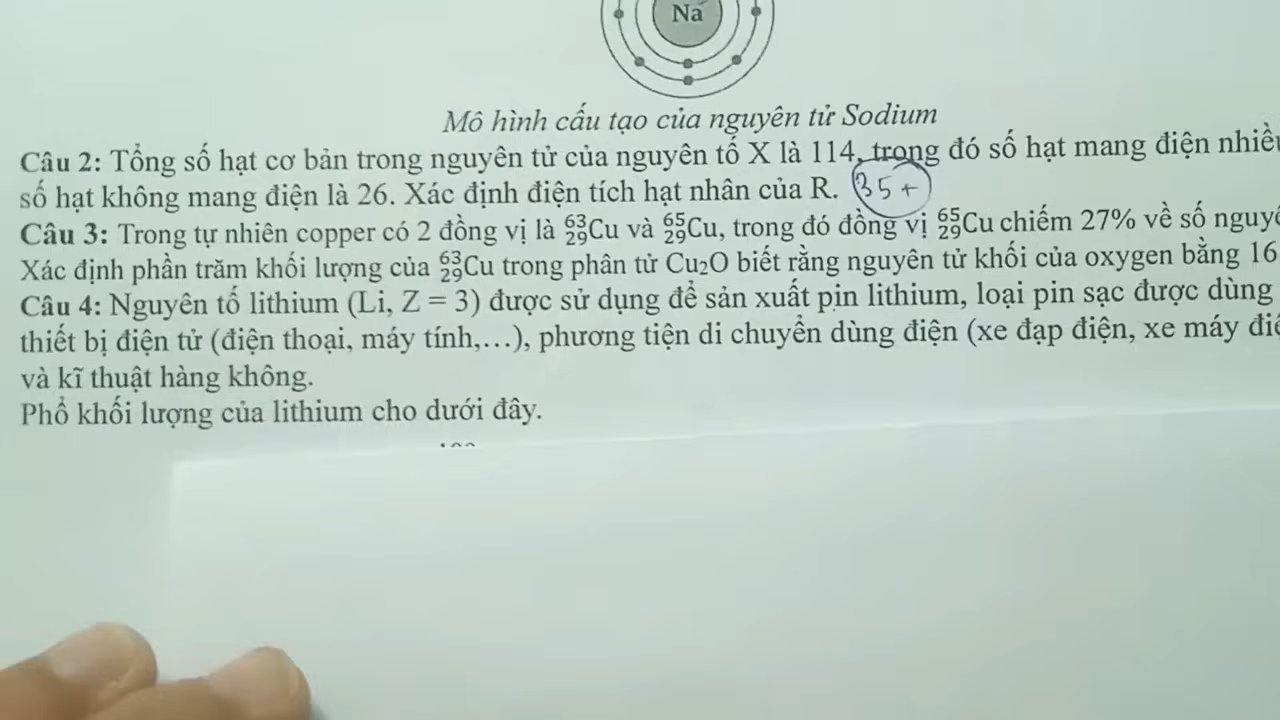 Na
Mô hình cấu tạo của nguyên tử Sodium
Câu 2: Tổng số hạt cơ bản trong nguyên tử của nguyên tố X là 114, trong đó số hạt mang điện nhiều
số hạt không mang điện là 26. Xác định điện tích hạt nhân của R. 35+
Câu 3: Trong tự nhiên copper có 2 đồng vị là ⁶³₂₉Cu và ⁶⁵₂₉Cu, trong đó đồng vị ⁶⁵₂₉Cu chiếm 27% về số nguyê
Xác định phần trăm khối lượng của ⁶³₂₉Cu trong phân tử Cu₂O biết rằng nguyên tử khối của oxygen bằng 16
Câu 4: Nguyên tố lithium (Li, Z = 3) được sử dụng để sản xuất pin lithium, loại pin sạc được dùng
thiết bị điện tử (điện thoại, máy tính,…), phương tiện di chuyển dùng điện (xe đạp điện, xe máy điệ
và kĩ thuật hàng không.
Phổ khối lượng của lithium cho dưới đây.